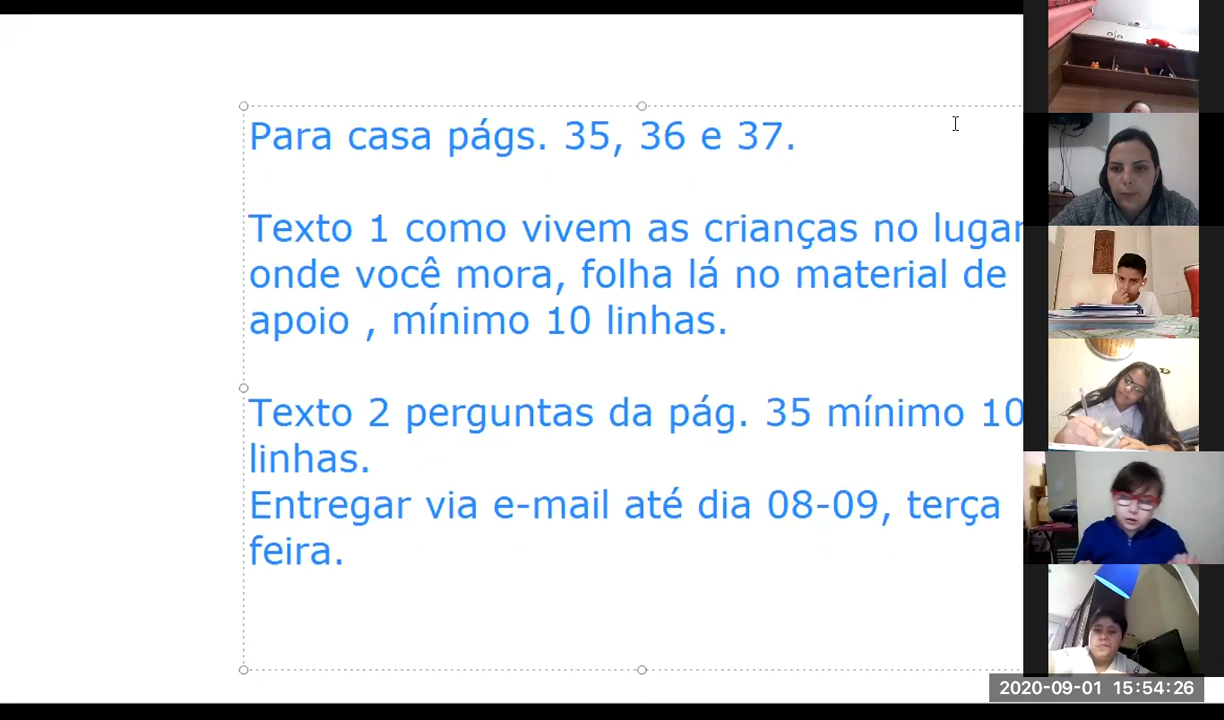 Para casa págs. 35, 36 e 37.
Texto 1 como vivem as crianças no lugar
onde você mora, folha lá no material de
apoio , mínimo 10 linhas.
Texto 2 perguntas da pág. 35 mínimo 10
linhas.
Entregar via e-mail até dia 08-09, terça
feira.
2020-09-01 15:54:26